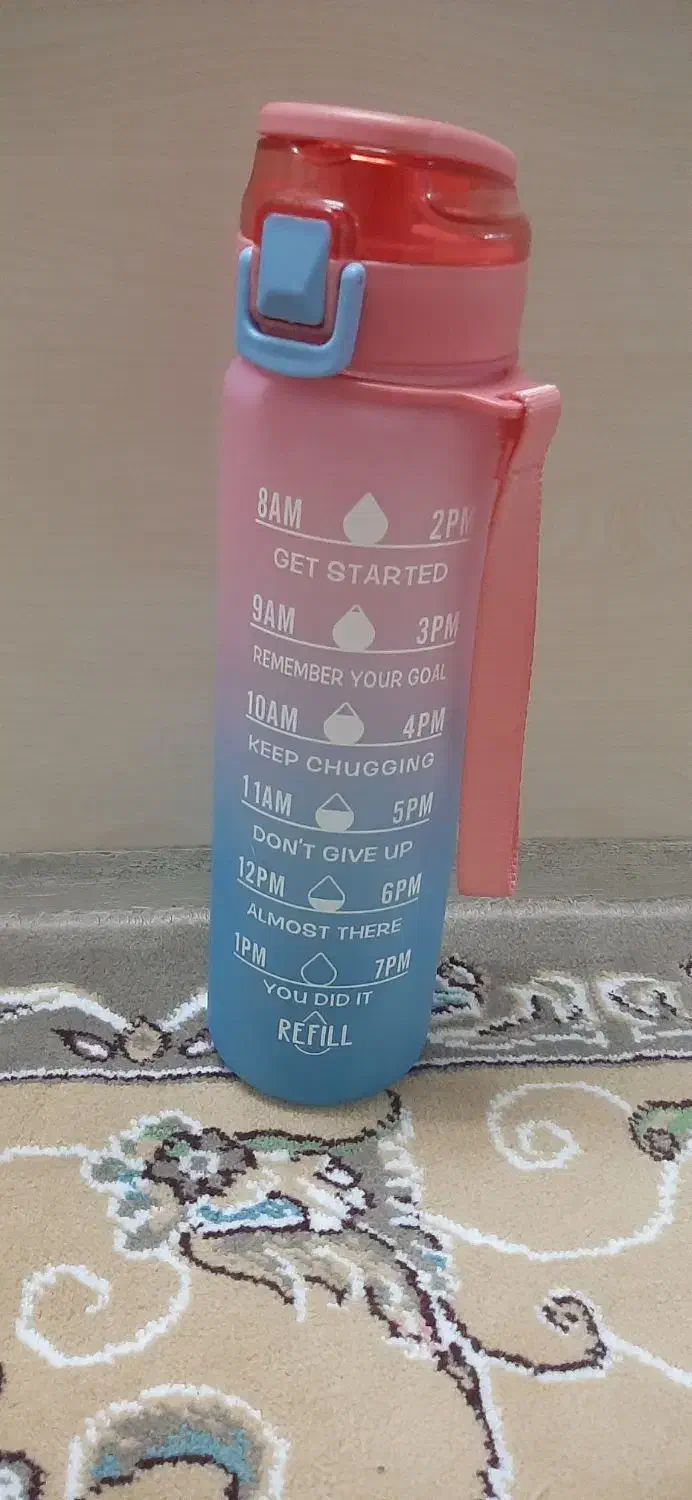 8AM 2PM
GET STARTED
9AM 3PM
REMEMBER YOUR GOAL
10AM 4PM
KEEP CHUGGING
11AM 5PM
DON'T GIVE UP
12PM 6PM
ALMOST THERE
1PM 7PM
YOU DID IT
REFILL